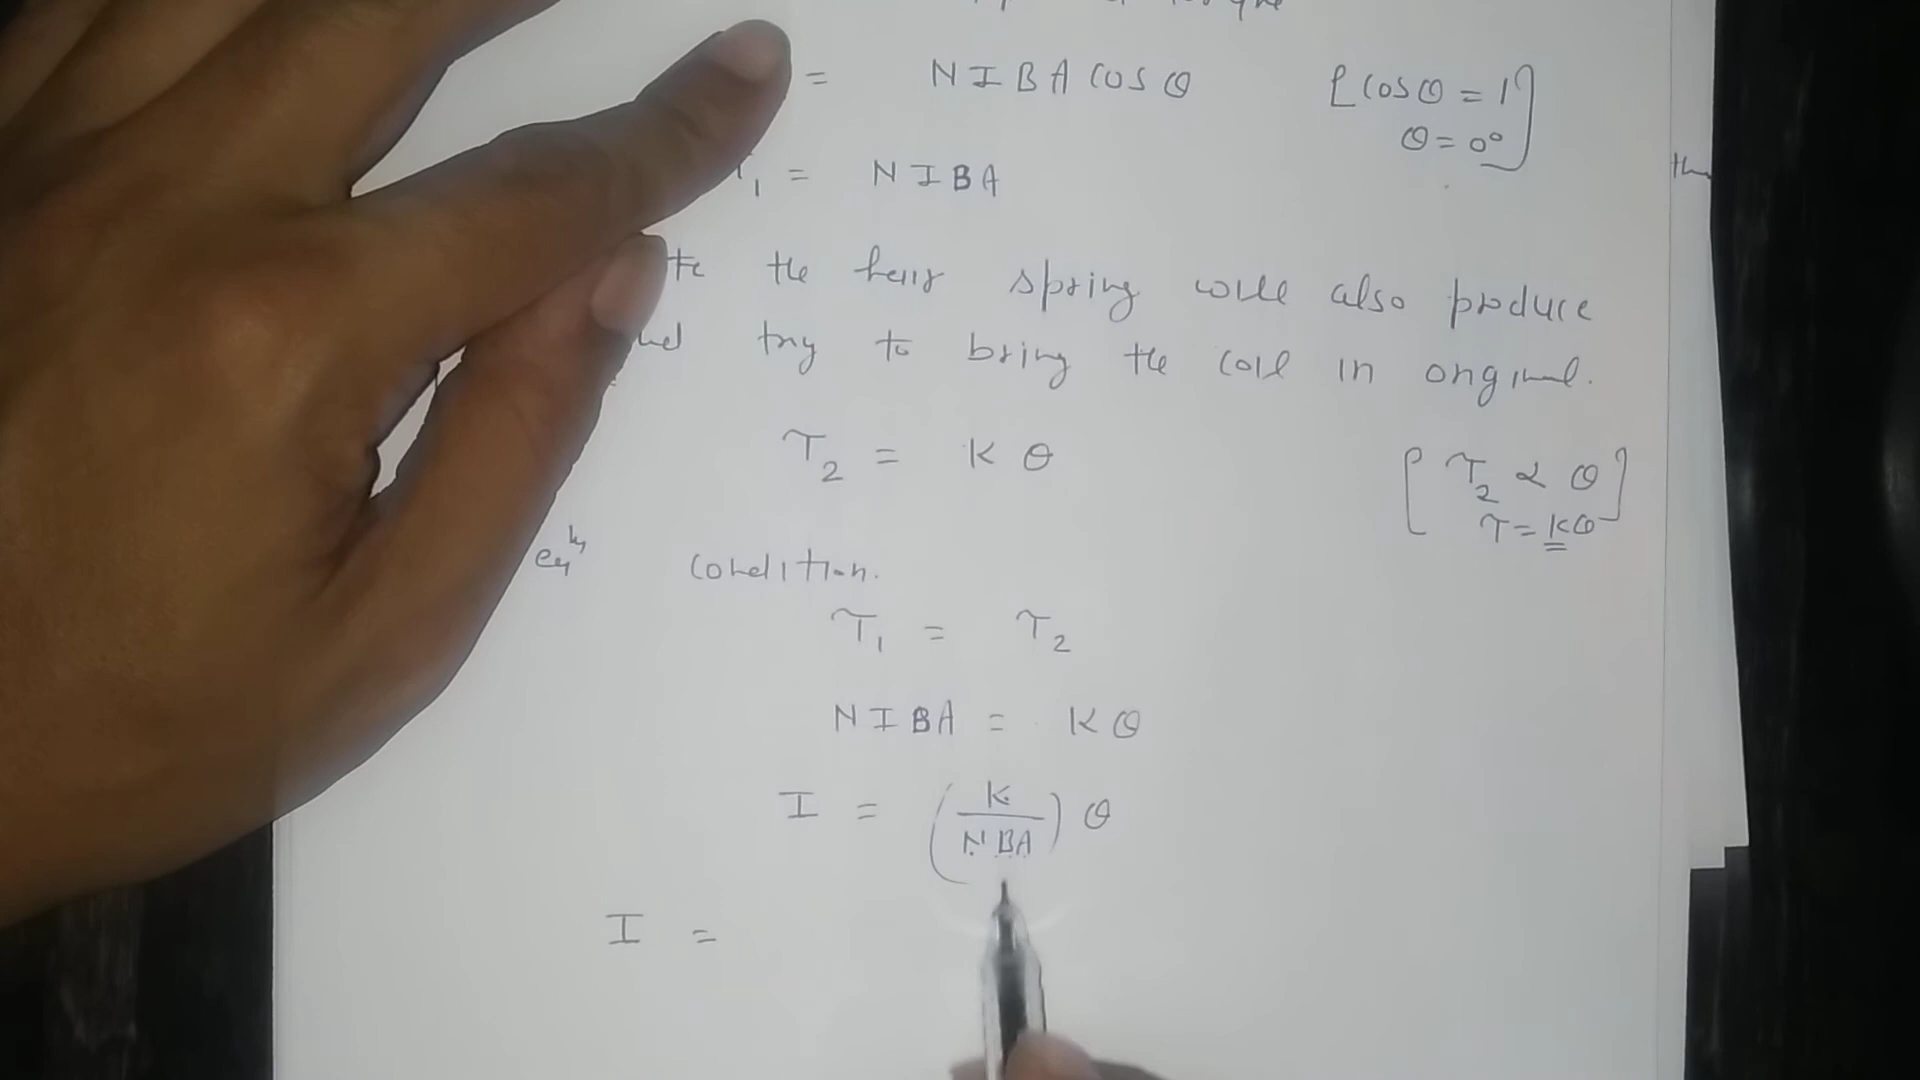 = NIBA cos θ [cos θ = 1
θ = 0°]
τ₁ = NIBA
the hair spring will also produce
try to bring the coil in original.
τ₂ = K θ [τ₂ ∝ θ
τ = Kθ]
condition.
τ₁ = τ₂
NIBA = Kθ
I = (K/NBA) θ
I =